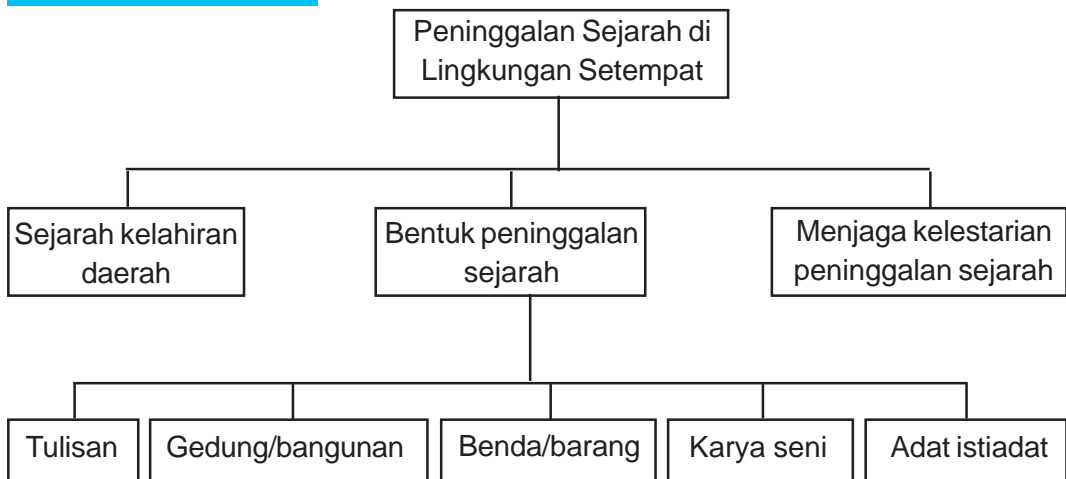 Peninggalan Sejarah di
Lingkungan Setempat
Sejarah kelahiran
daerah
Bentuk peninggalan
sejarah
Menjaga kelestarian
peninggalan sejarah
Tulisan
Gedung/bangunan
Benda/barang
Karya seni
Adat istiadat